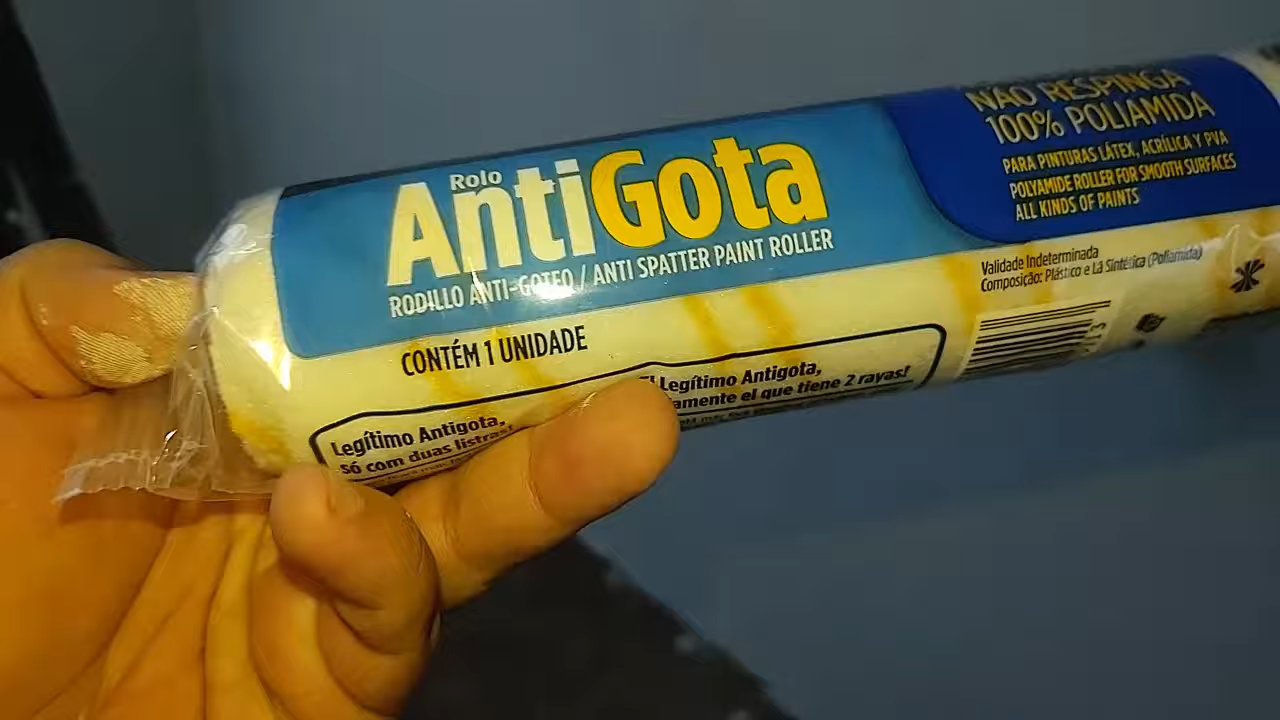 Rolo
AntiGota
RODILLO ANTI-GOTEO / ANTI SPATTER PAINT ROLLER
NÃO RESPINGA
100% POLIAMIDA
PARA PINTURAS LÁTEX, ACRÍLICA Y PVA
POLYAMIDE ROLLER FOR SMOOTH SURFACES
ALL KINDS OF PAINTS
CONTÉM 1 UNIDADE
Validade Indeterminada
Composição: Plástico e Lã Sintética (Poliamida)
Legítimo Antigota,
só com duas listras!
El Legítimo Antigota,
amente el que tiene 2 rayas!